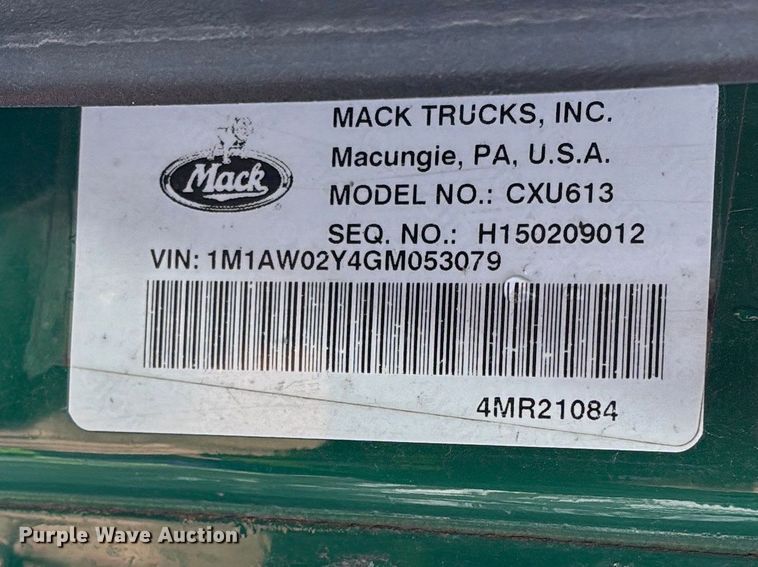 Mack
MACK TRUCKS, INC.
Macungie, PA, U.S.A.
MODEL NO.: CXU613
SEQ. NO.: H150209012
VIN: 1M1AW02Y4GM053079
4MR21084
Purple Wave Auction